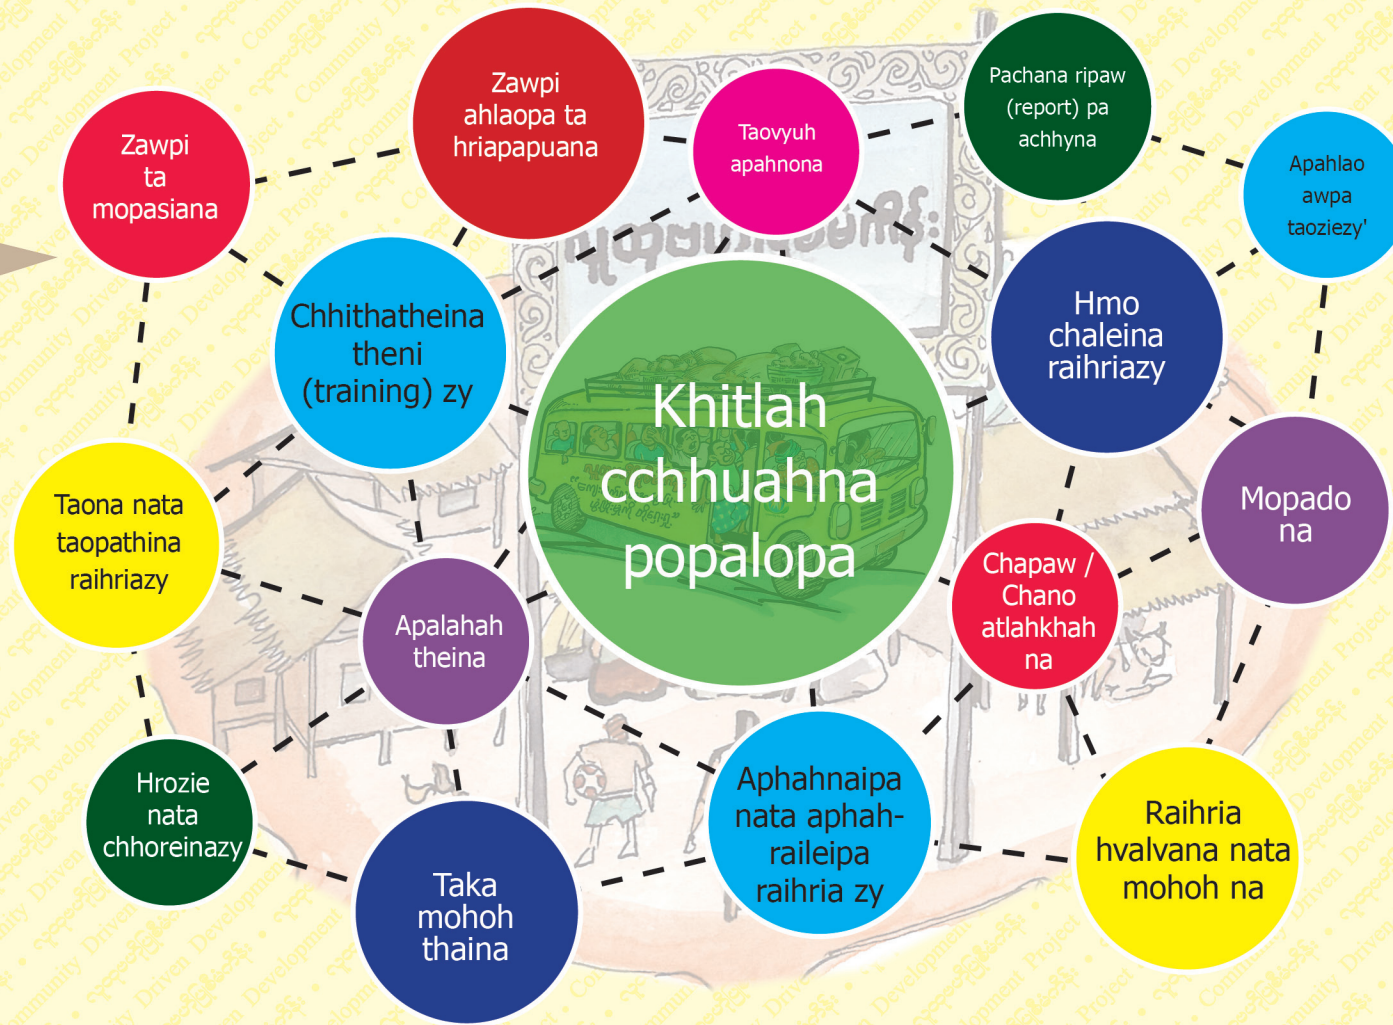 Zawpi
ahlaopa ta
hriapapuana
Pachana ripaw
(report) pa
achhyna
Zawpi
ta
mopasiana
Taovyuh
apahnona
Apahlao
awpa
taoziezy'
Chhithatheina
theni
(training) zy
Hmo
chaleina
raihriazy
Khitlah
cchhuahna
popalopa
Taona nata
taopathina
raihriazy
Mopado
na
Chapaw /
Chano
atlahkhah
na
Apalahah
theina
Hrozie
nata
chhoreinazy
Taka
mohoh
thaina
Aphahnaipa
nata aphah-
raileipa
raihria zy
Raihria
hvalvana nata
mohoh na